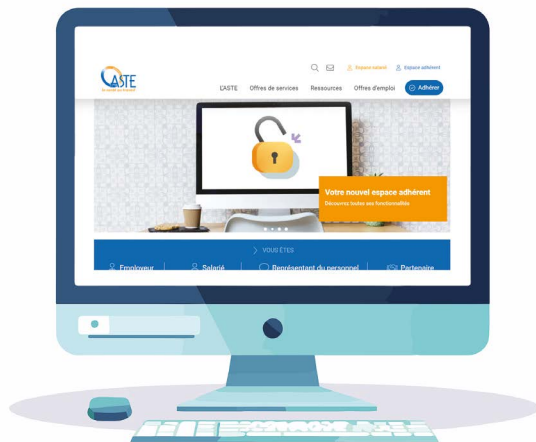 Espace salarié Espace adhérent
ASTE
L'ASTE Offres de services Ressources Offres d'emploi Adhérer
Votre nouvel espace adhérent
Découvrez toutes ses fonctionnalités
VOUS ÊTES
Employeur Salarié Représentant du personnel Partenaire